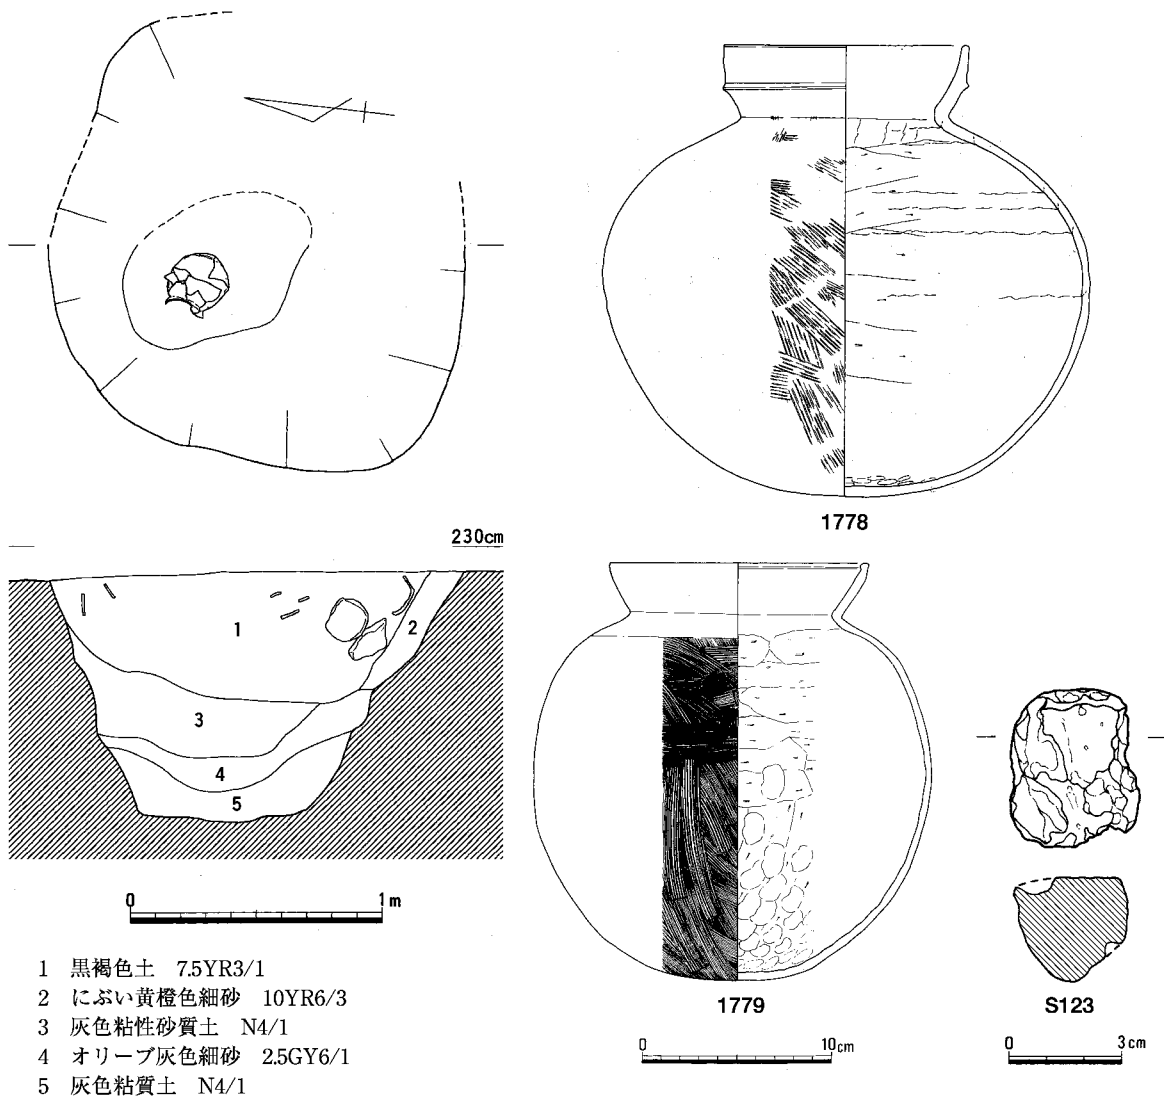 1778
230cm
1
2
3
4
5
0 1m
1 黒褐色土 7.5YR3/1
2 にぶい黄橙色細砂 10YR6/3
3 灰色粘性砂質土 N4/1
4 オリーブ灰色細砂 2.5GY6/1
5 灰色粘質土 N4/1
1779
0 10cm
S123
0 3cm